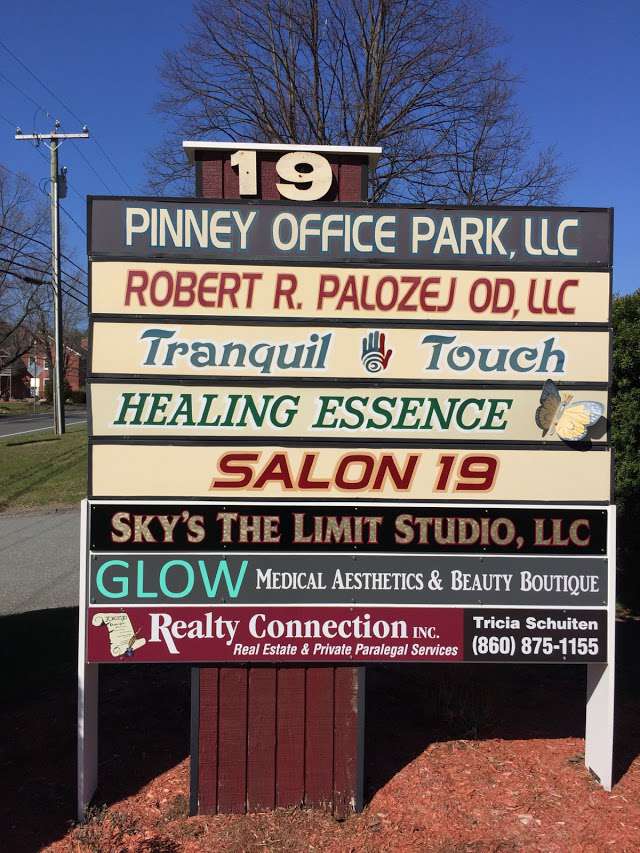 19
PINNEY OFFICE PARK, LLC
ROBERT R. PALOZEJ OD, LLC
Tranquil Touch
HEALING ESSENCE
SALON 19
SKY'S THE LIMIT STUDIO, LLC
GLOW MEDICAL AESTHETICS & BEAUTY BOUTIQUE
Realty Connection INC.
Real Estate & Private Paralegal Services
Tricia Schuiten
(860) 875-1155